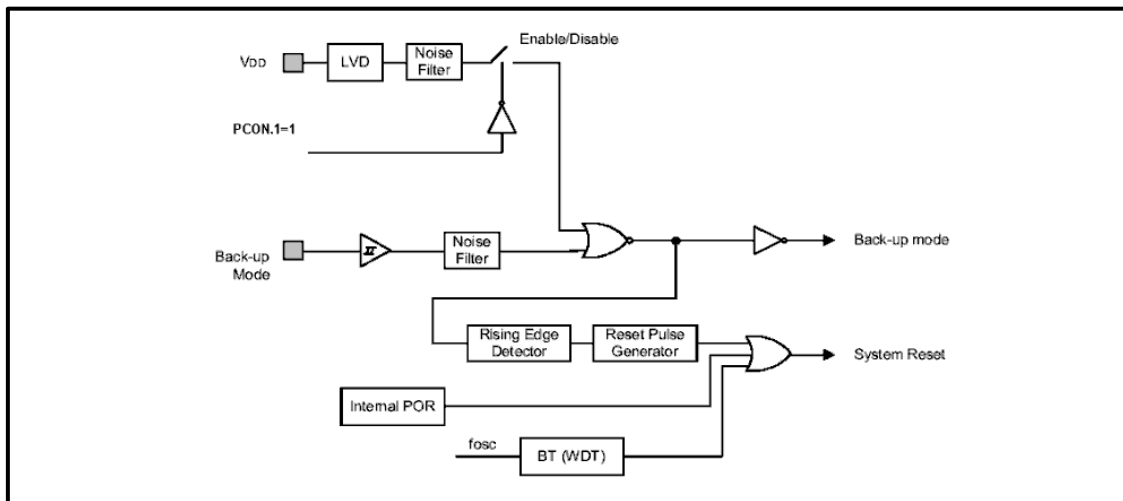 Enable/Disable
VDD
LVD
Noise
Filter
PCON.1=1
Back-up
Mode
Noise
Filter
Back-up mode
Rising Edge
Detector
Reset Pulse
Generator
System Reset
Internal POR
fosc
BT (WDT)